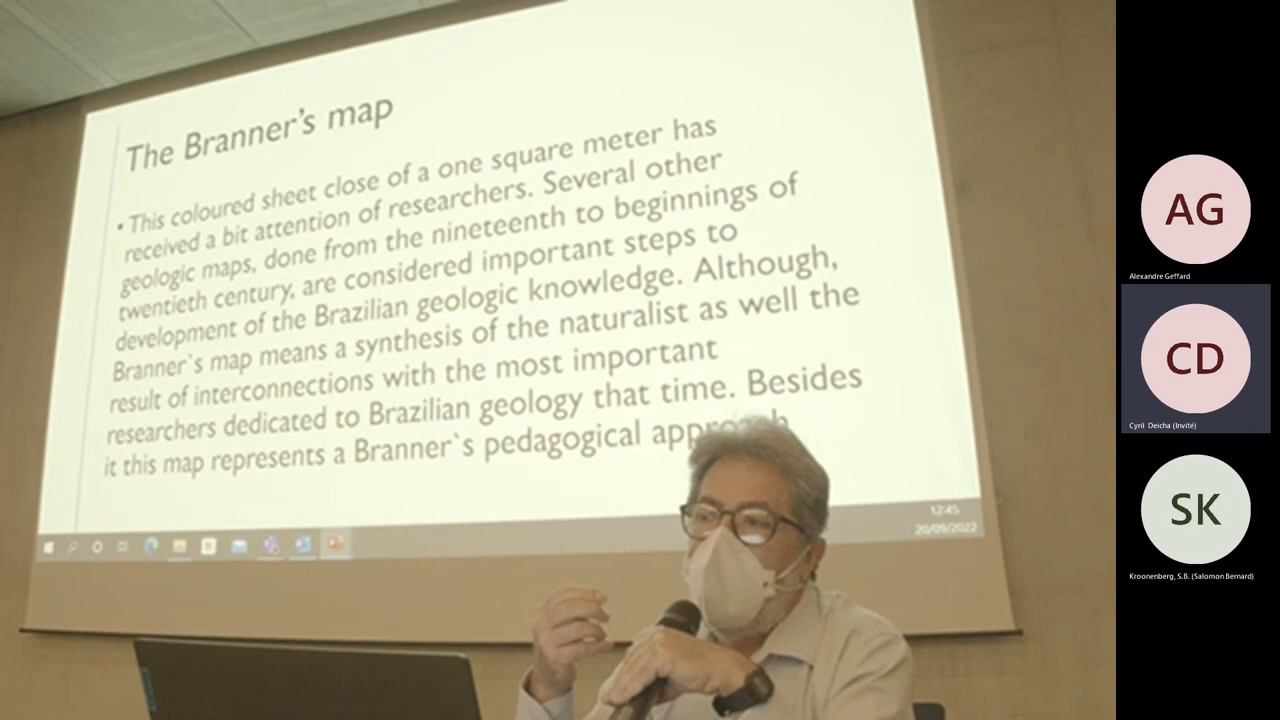 The Branner's map
• This coloured sheet close of a one square meter has
received a bit attention of researchers. Several other
geologic maps, done from the nineteenth to beginnings of
twentieth century, are considered important steps to
development of the Brazilian geologic knowledge. Although,
Branner`s map means a synthesis of the naturalist as well the
result of interconnections with the most important
researchers dedicated to Brazilian geology that time. Besides
it this map represents a Branner`s pedagogical approach
12:45
20/09/2022
AG
Alexandre Geffard
CD
Cyril Deicha (Invité)
SK
Kroonenberg, S.B. (Salomon Bernard)